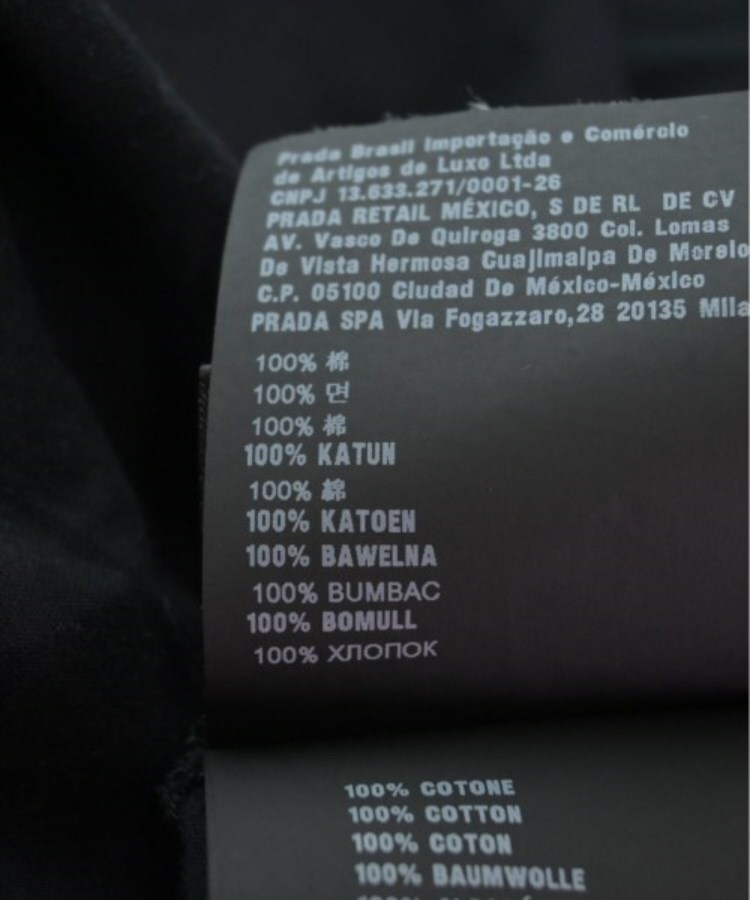 Prada Brasil Importação e Comércio
de Artigos de Luxo Ltda
CNPJ 13.633.271/0001-26
PRADA RETAIL MÉXICO, S DE RL DE CV
AV. Vasco De Quiroga 3800 Col. Lomas
De Vista Hermosa Cuajimalpa De Morelo
C.P. 05100 Ciudad De México-México
PRADA SPA Via Fogazzaro,28 20135 Mila
100% 棉
100% 면
100% 棉
100% KATUN
100% 綿
100% KATOEN
100% BAWELNA
100% BUMBAC
100% BOMULL
100% ХЛОПОК
100% COTONE
100% COTTON
100% COTON
100% BAUMWOLLE